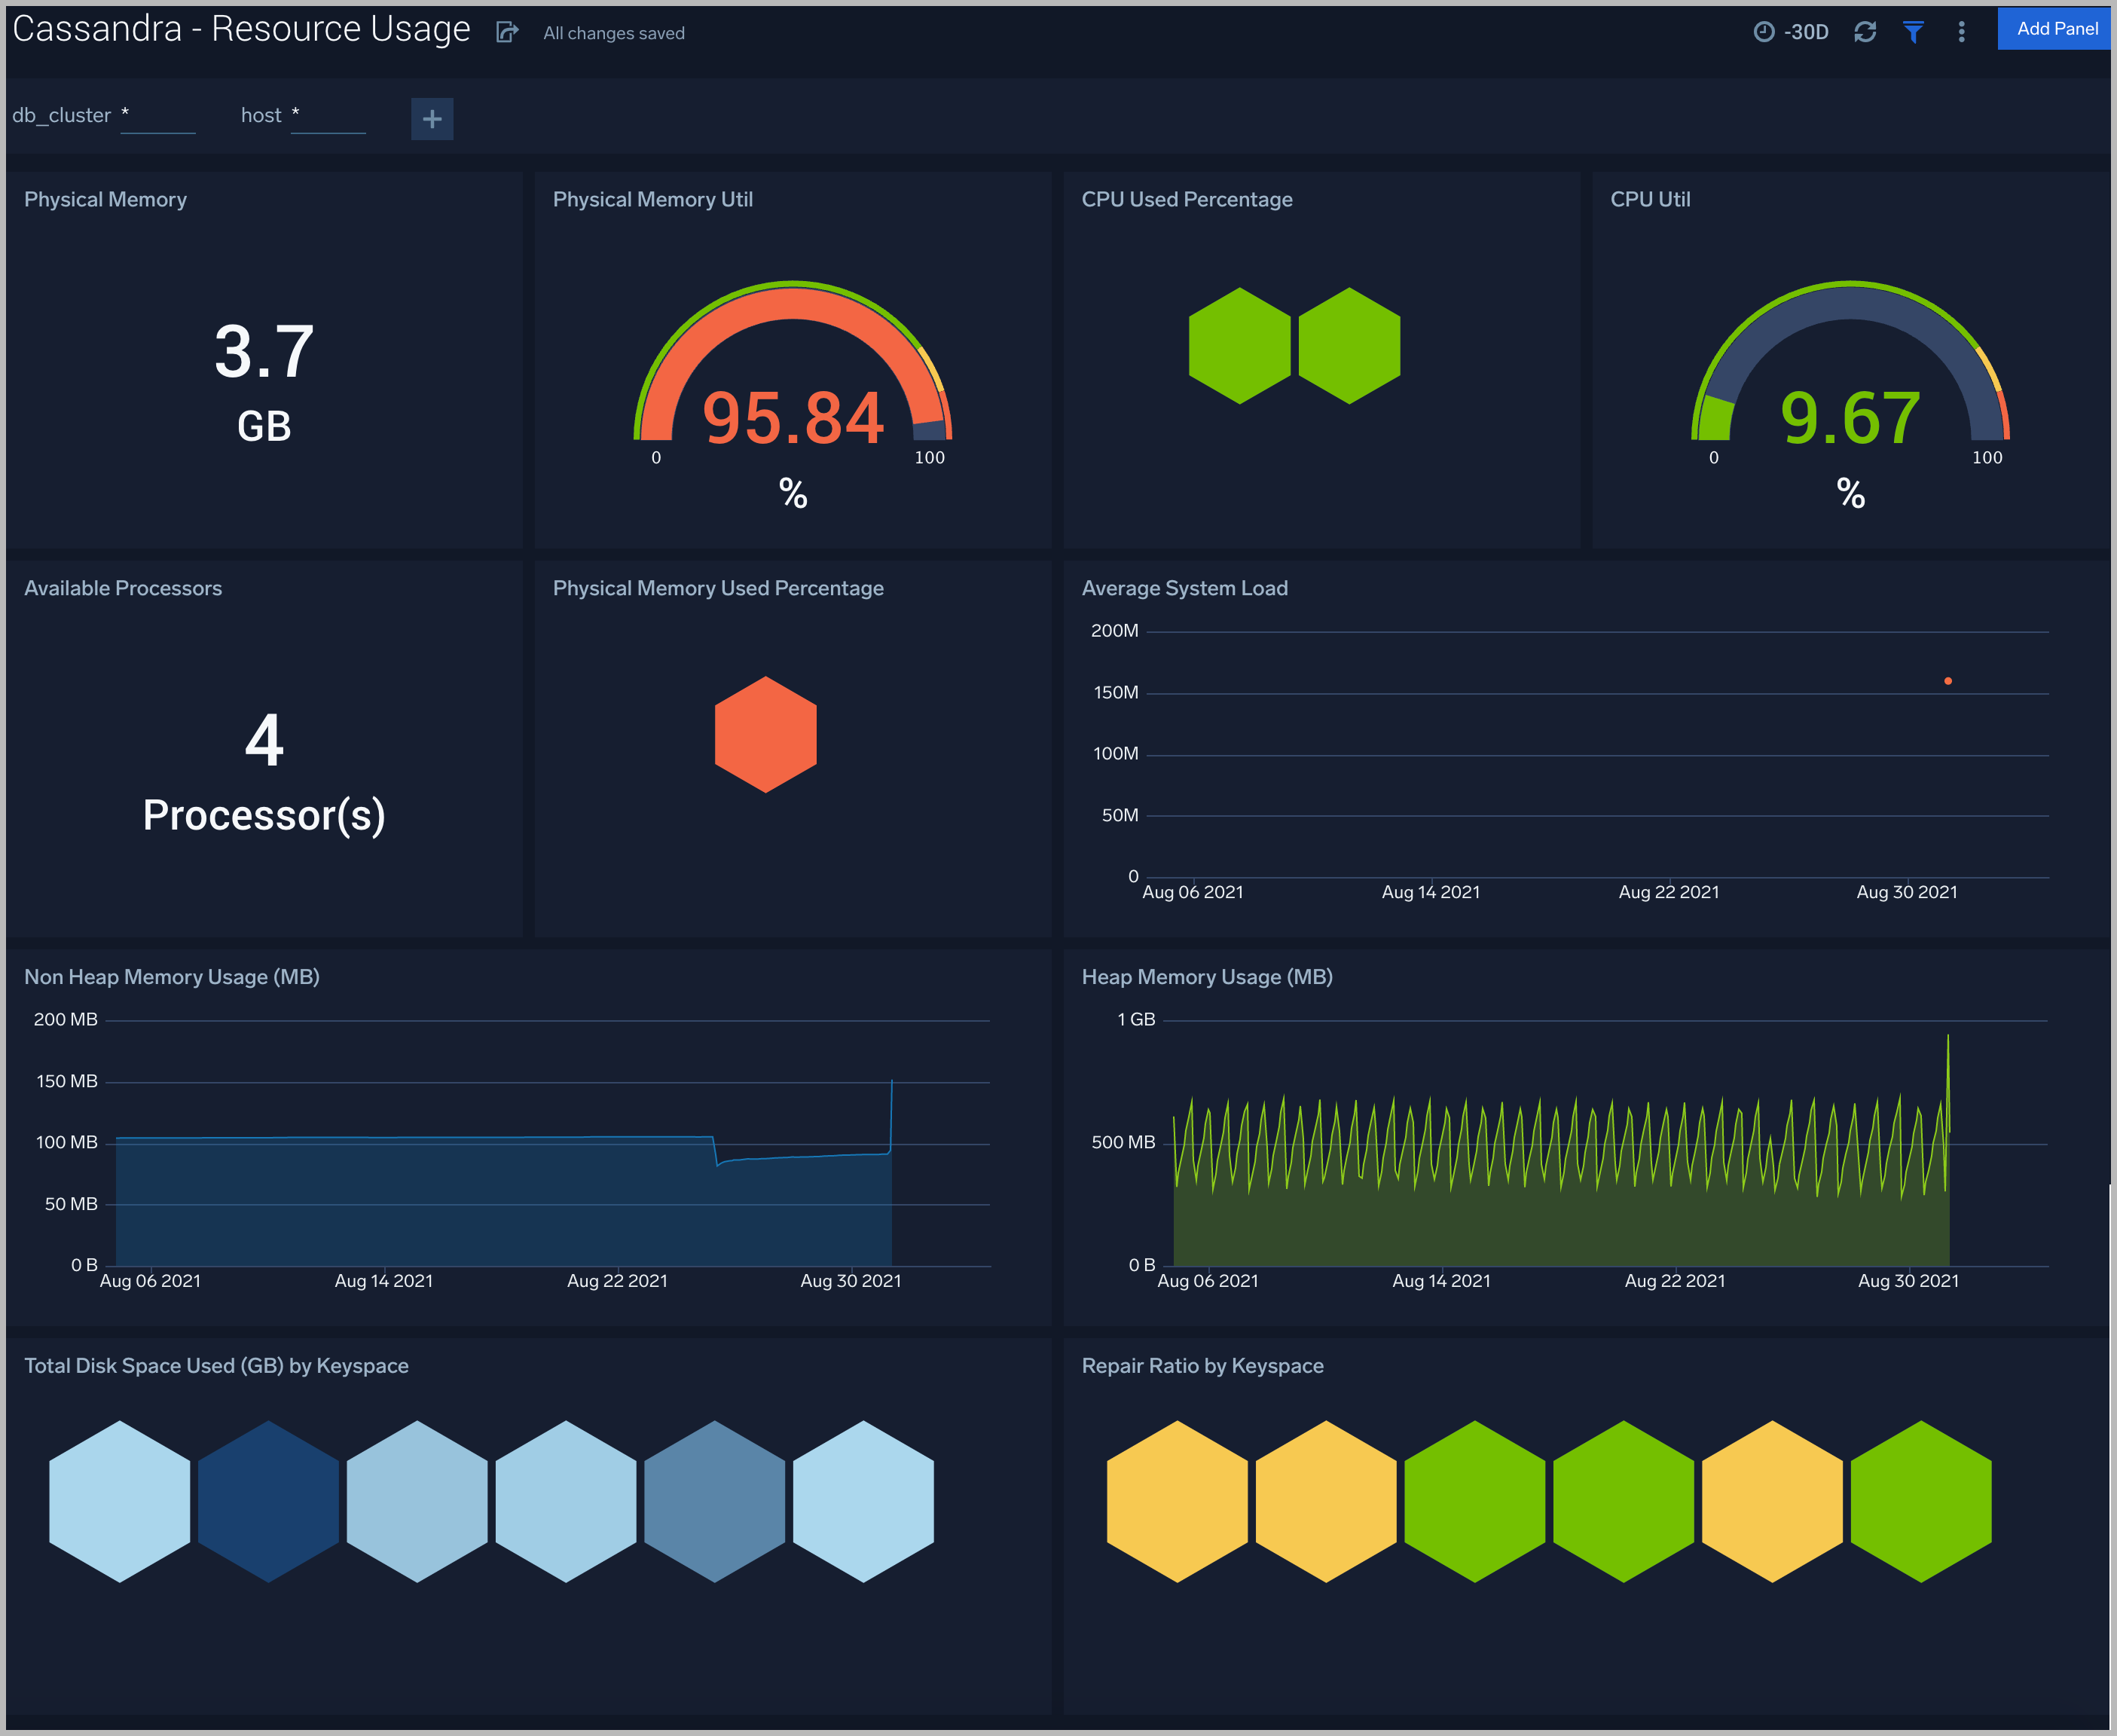 Cassandra - Resource Usage
All changes saved
-30D
Add Panel
db_cluster *
host *
+
Physical Memory
3.7
GB
Physical Memory Util
95.84
0
100
%
CPU Used Percentage
CPU Util
9.67
0
100
%
Available Processors
4
Processor(s)
Physical Memory Used Percentage
Average System Load
200M
150M
100M
50M
0
Aug 06 2021
Aug 14 2021
Aug 22 2021
Aug 30 2021
Non Heap Memory Usage (MB)
200 MB
150 MB
100 MB
50 MB
0 B
Aug 06 2021
Aug 14 2021
Aug 22 2021
Aug 30 2021
Heap Memory Usage (MB)
1 GB
500 MB
0 B
Aug 06 2021
Aug 14 2021
Aug 22 2021
Aug 30 2021
Total Disk Space Used (GB) by Keyspace
Repair Ratio by Keyspace